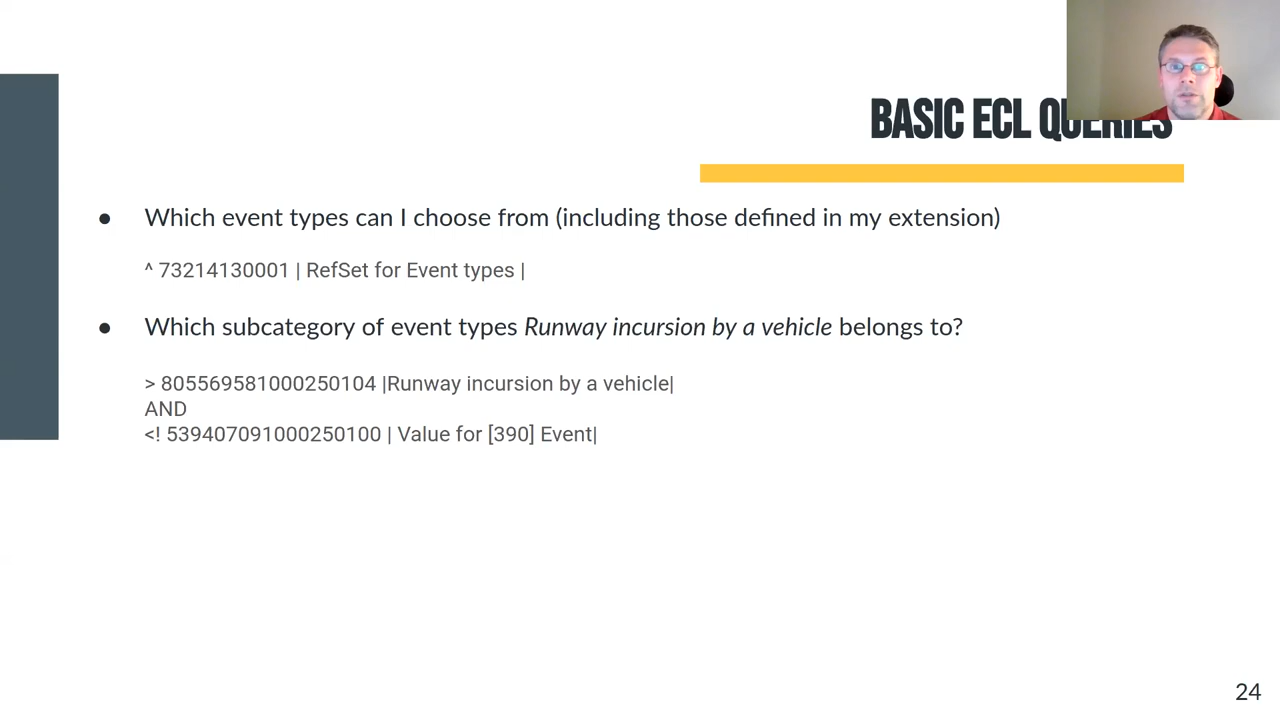 BASIC ECL QUERIES
● Which event types can I choose from (including those defined in my extension)
^ 73214130001 | RefSet for Event types |
● Which subcategory of event types Runway incursion by a vehicle belongs to?
> 805569581000250104 |Runway incursion by a vehicle|
AND
<! 539407091000250100 | Value for [390] Event|
24